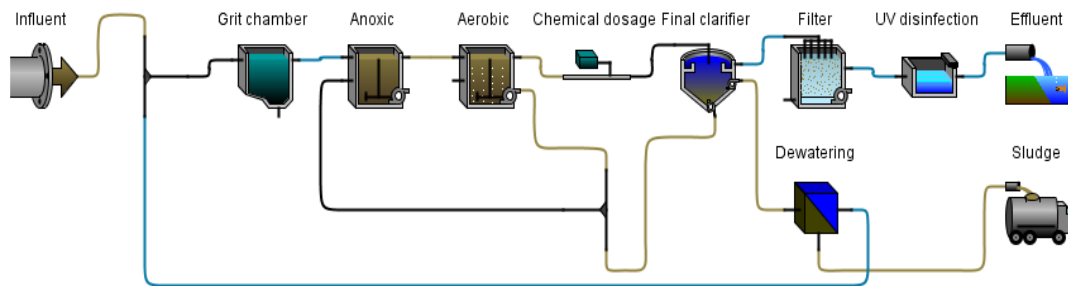 Influent
Grit chamber
Anoxic
Aerobic
Chemical dosage
Final clarifier
Filter
UV disinfection
Effluent
Dewatering
Sludge